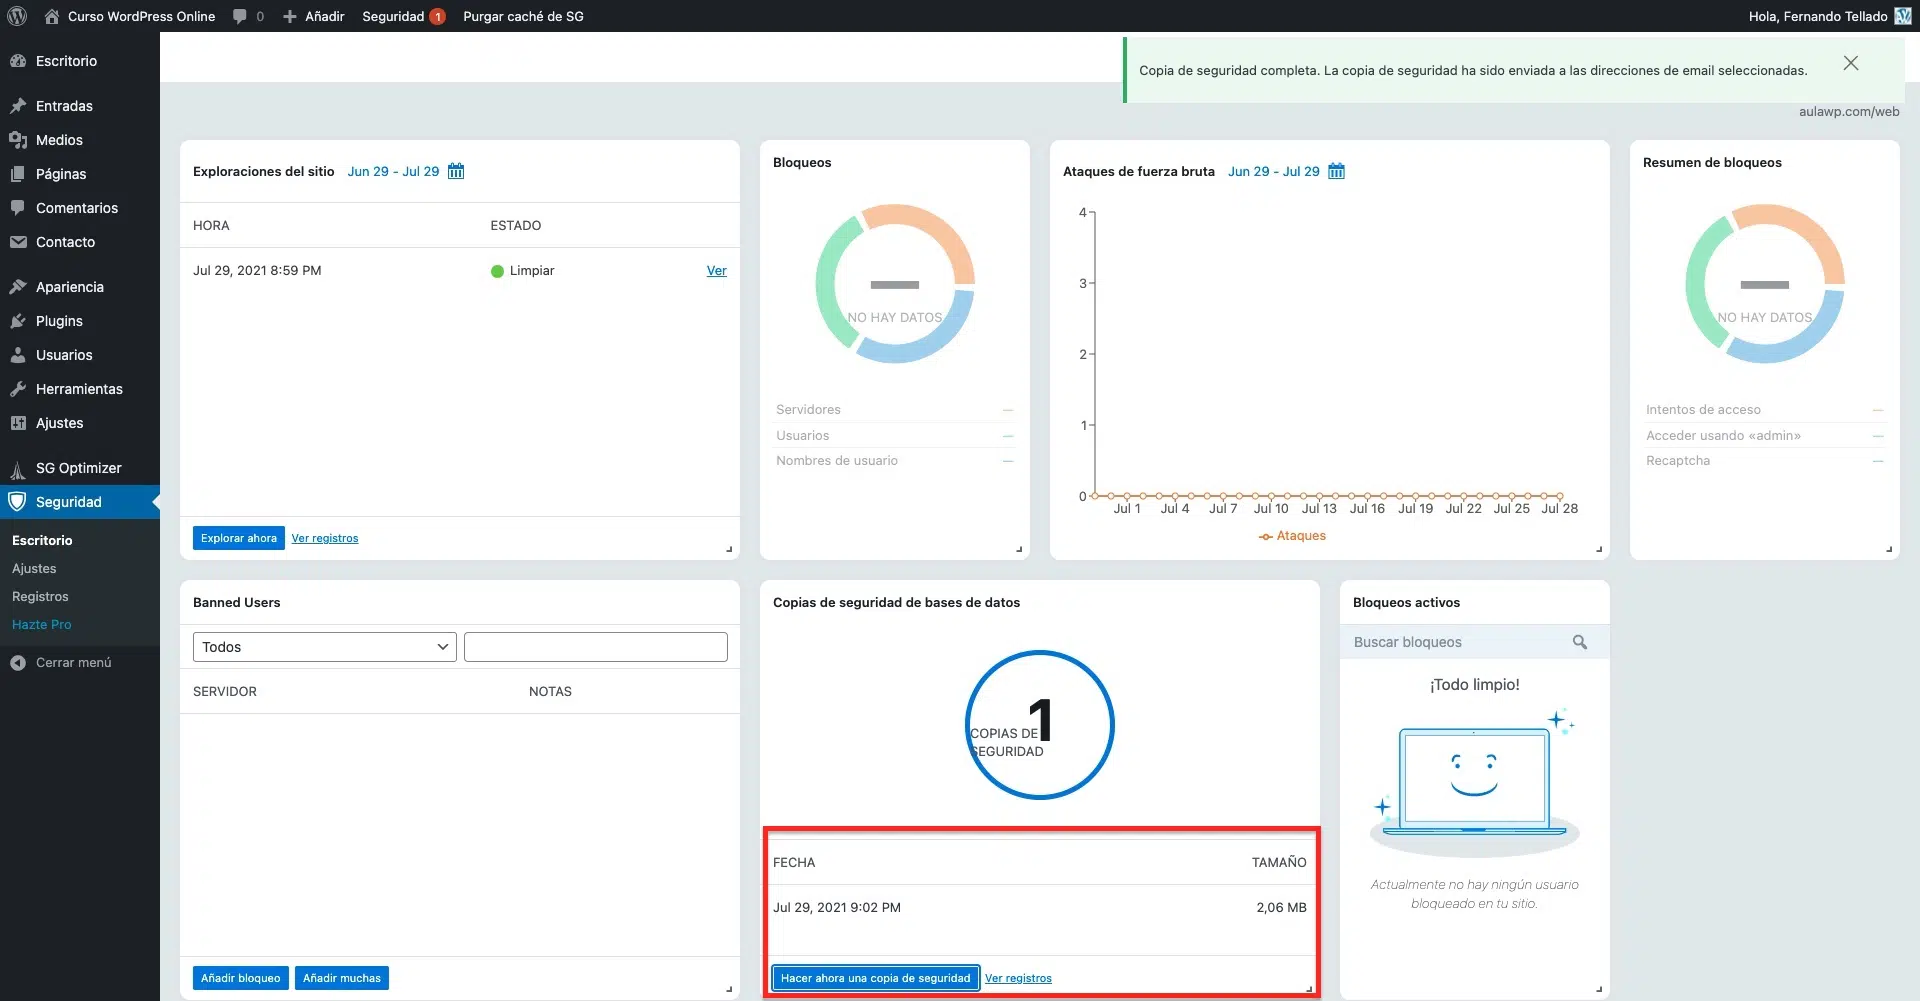 Curso WordPress Online
0
Añadir
Seguridad 1
Purgar caché de SG
Hola, Fernando Tellado
Escritorio
Entradas
Medios
Páginas
Comentarios
Contacto
Apariencia
Plugins
Usuarios
Herramientas
Ajustes
SG Optimizer
Seguridad
Escritorio
Ajustes
Registros
Hazte Pro
Cerrar menú
Copia de seguridad completa. La copia de seguridad ha sido enviada a las direcciones de email seleccionadas.
aulawp.com/web
Exploraciones del sitio
Jun 29 - Jul 29
HORA
ESTADO
Jul 29, 2021 8:59 PM
Limpiar
Ver
Explorar ahora
Ver registros
Bloqueos
NO HAY DATOS
Servidores —
Usuarios —
Nombres de usuario —
Ataques de fuerza bruta
Jun 29 - Jul 29
4
3
2
1
0
Jul 1 Jul 4 Jul 7 Jul 10 Jul 13 Jul 16 Jul 19 Jul 22 Jul 25 Jul 28
Ataques
Resumen de bloqueos
NO HAY DATOS
Intentos de acceso —
Acceder usando «admin» —
Recaptcha —
Banned Users
Todos
SERVIDOR
NOTAS
Añadir bloqueo
Añadir muchas
Copias de seguridad de bases de datos
1
COPIAS DE
SEGURIDAD
FECHA
TAMAÑO
Jul 29, 2021 9:02 PM
2,06 MB
Hacer ahora una copia de seguridad
Ver registros
Bloqueos activos
Buscar bloqueos
¡Todo limpio!
Actualmente no hay ningún usuario
bloqueado en tu sitio.